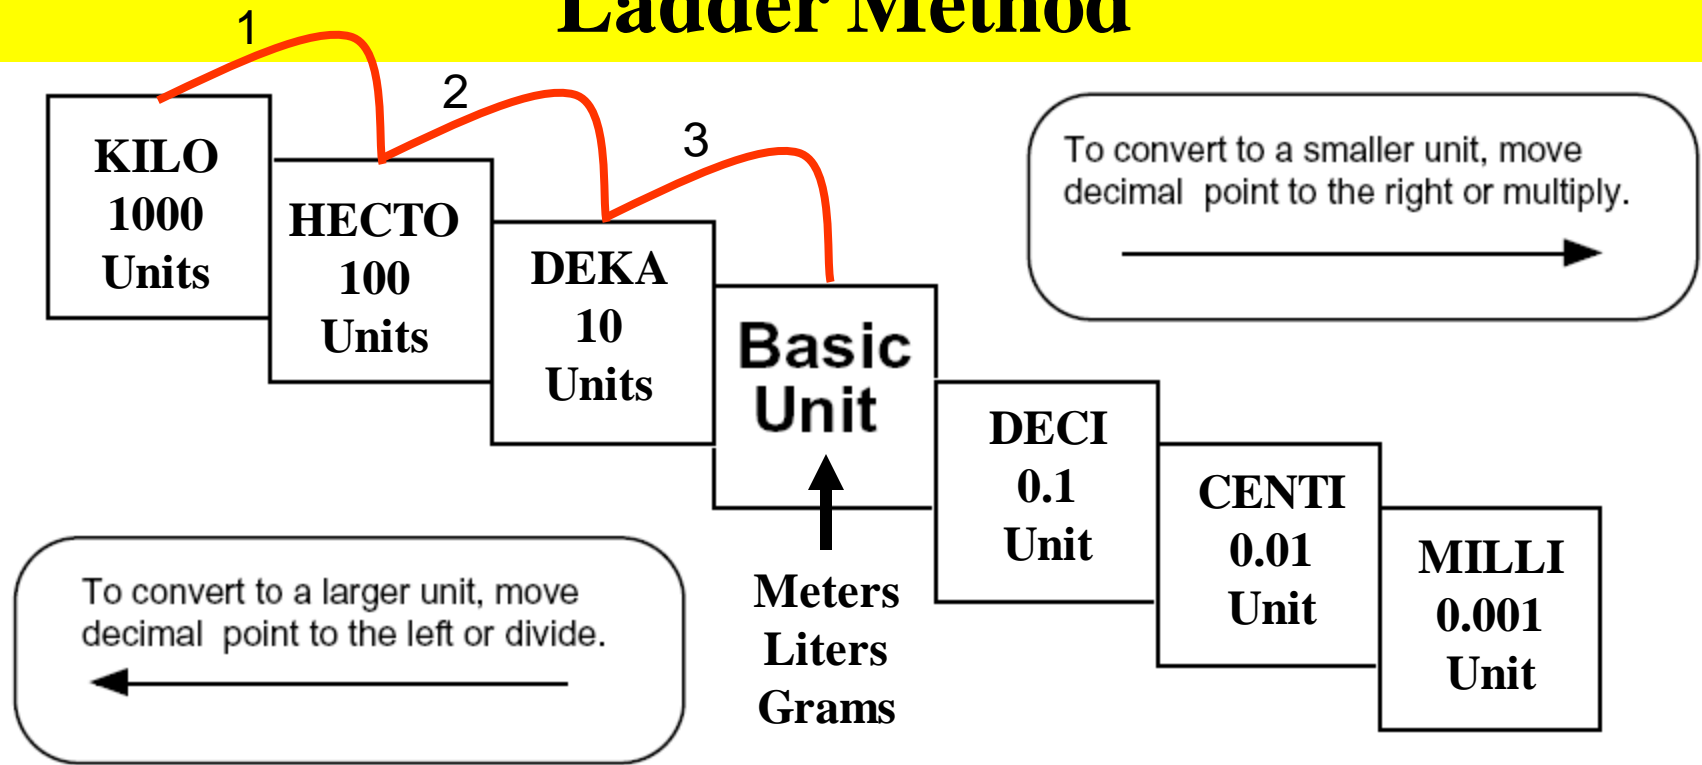 Ladder Method
1
2
3
KILO
1000
Units
HECTO
100
Units
DEKA
10
Units
Basic
Unit
DECI
0.1
Unit
CENTI
0.01
Unit
MILLI
0.001
Unit
To convert to a smaller unit, move
decimal point to the right or multiply.
To convert to a larger unit, move
decimal point to the left or divide.
Meters
Liters
Grams